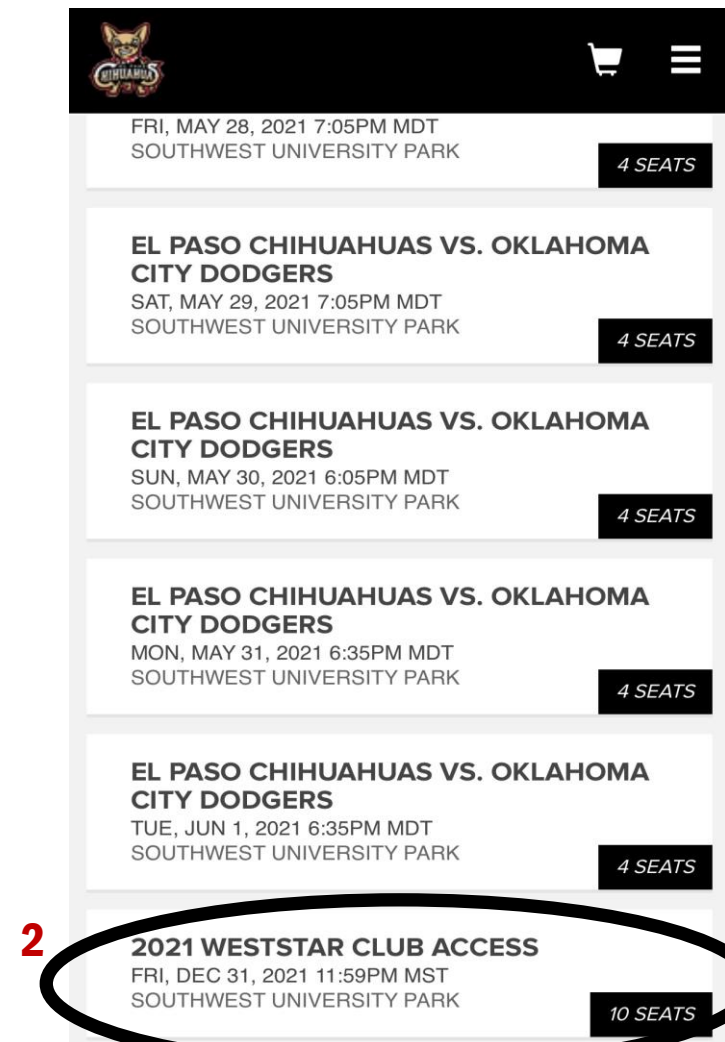 CHIHUAHUAS
FRI, MAY 28, 2021 7:05PM MDT
SOUTHWEST UNIVERSITY PARK
4 SEATS
EL PASO CHIHUAHUAS VS. OKLAHOMA
CITY DODGERS
SAT, MAY 29, 2021 7:05PM MDT
SOUTHWEST UNIVERSITY PARK
4 SEATS
EL PASO CHIHUAHUAS VS. OKLAHOMA
CITY DODGERS
SUN, MAY 30, 2021 6:05PM MDT
SOUTHWEST UNIVERSITY PARK
4 SEATS
EL PASO CHIHUAHUAS VS. OKLAHOMA
CITY DODGERS
MON, MAY 31, 2021 6:35PM MDT
SOUTHWEST UNIVERSITY PARK
4 SEATS
EL PASO CHIHUAHUAS VS. OKLAHOMA
CITY DODGERS
TUE, JUN 1, 2021 6:35PM MDT
SOUTHWEST UNIVERSITY PARK
4 SEATS
2
2021 WESTSTAR CLUB ACCESS
FRI, DEC 31, 2021 11:59PM MST
SOUTHWEST UNIVERSITY PARK
10 SEATS